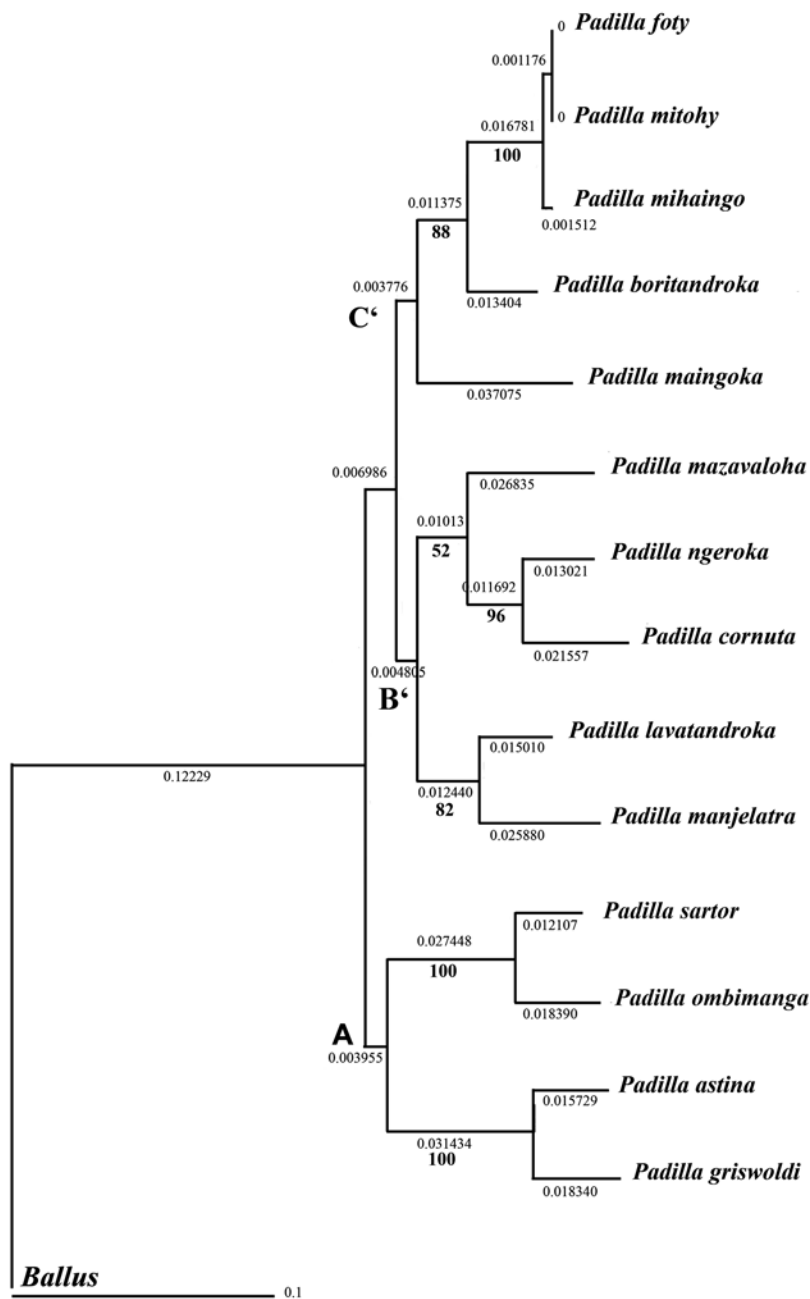 Padilla foty
0
0.001176
Padilla mitohy
0
0.016781
100
Padilla mihaingo
0.001512
0.011375
88
Padilla boritandroka
0.013404
0.003776
C‘
Padilla maingoka
0.037075
Padilla mazavaloha
0.026835
0.006986
0.01013
52
Padilla ngeroka
0.013021
0.011692
96
Padilla cornuta
0.021557
0.004805
B‘
Padilla lavatandroka
0.015010
0.12229
0.012440
82
Padilla manjelatra
0.025880
Padilla sartor
0.012107
0.027448
100
Padilla ombimanga
0.018390
A
0.003955
Padilla astina
0.015729
0.031434
100
Padilla griswoldi
0.018340
Ballus
0.1